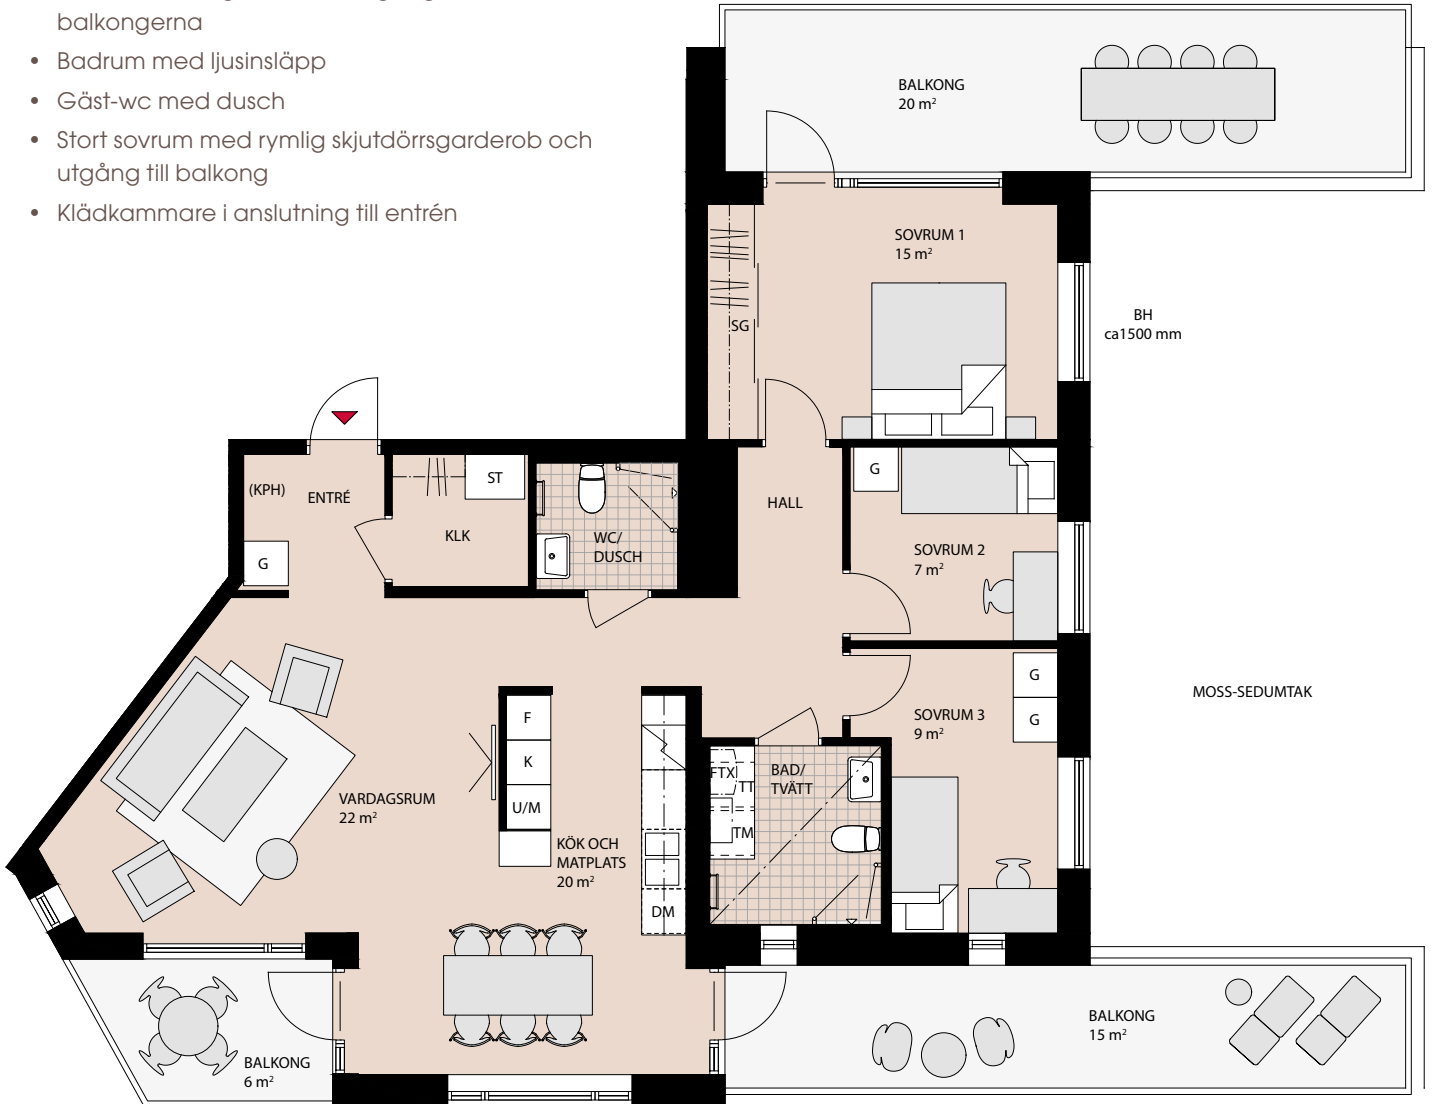 balkongerna
• Badrum med ljusinsläpp
• Gäst-wc med dusch
• Stort sovrum med rymlig skjutdörrsgarderob och
utgång till balkong
• Klädkammare i anslutning till entrén
BALKONG
20 m²
SOVRUM 1
15 m²
SG
BH
ca1500 mm
(KPH)
ENTRÉ
G
ST
KLK
WC/
DUSCH
HALL
G
SOVRUM 2
7 m²
G
G
SOVRUM 3
9 m²
MOSS-SEDUMTAK
F
K
U/M
VARDAGSRUM
22 m²
KÖK OCH
MATPLATS
20 m²
DM
FTX
TT
TM
BAD/
TVÄTT
BALKONG
6 m²
BALKONG
15 m²